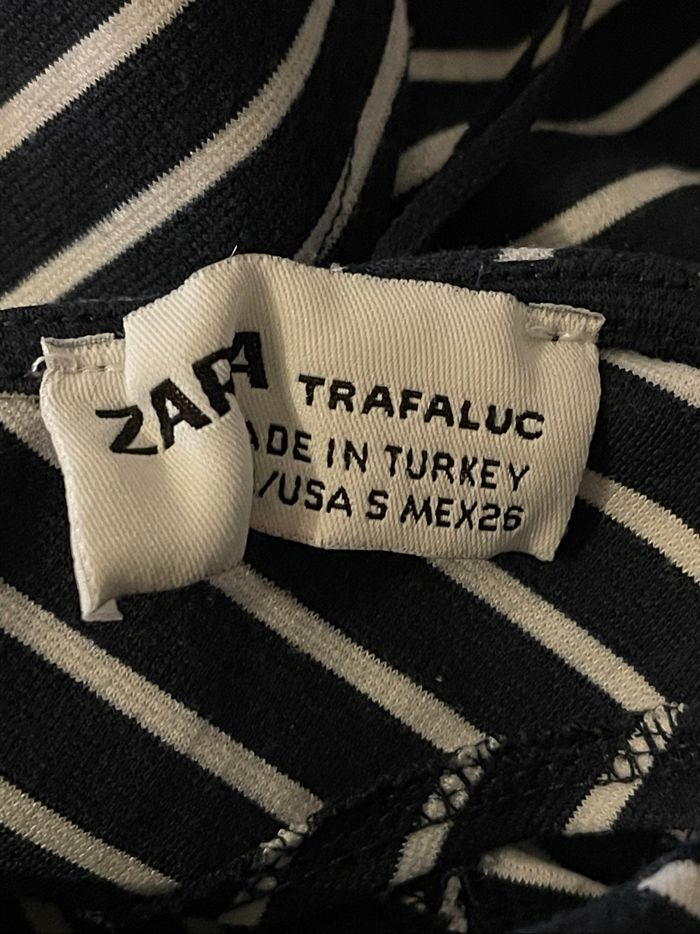 ZARA TRAFALUC
ADE IN TURKEY
/USA S MEX26